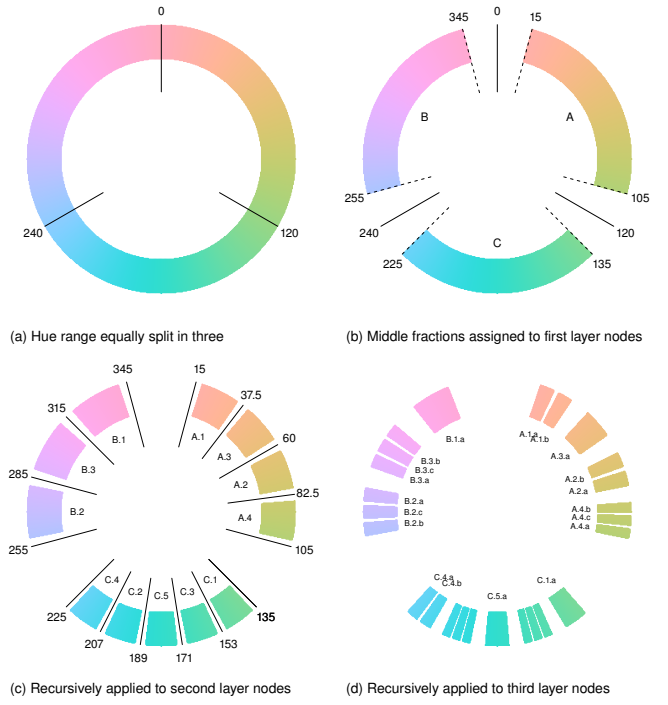 0
240
120
(a) Hue range equally split in three
345
0
15
B
A
255
105
240
120
C
225
135
(b) Middle fractions assigned to first layer nodes
345
15
315
37.5
B.1
A.1
60
B.3
A.3
285
A.2
82.5
B.2
A.4
255
105
C.4
C.1
C.2
C.3
C.5
225
135
207
153
189
171
(c) Recursively applied to second layer nodes
B.1.a
A.1.a
A.1.b
A.3.a
B.3.b
B.3.c
B.3.a
A.2.b
A.2.a
B.2.a
B.2.c
B.2.b
A.4.b
A.4.c
A.4.a
C.4.a
C.4.b
C.1.a
C.5.a
(d) Recursively applied to third layer nodes